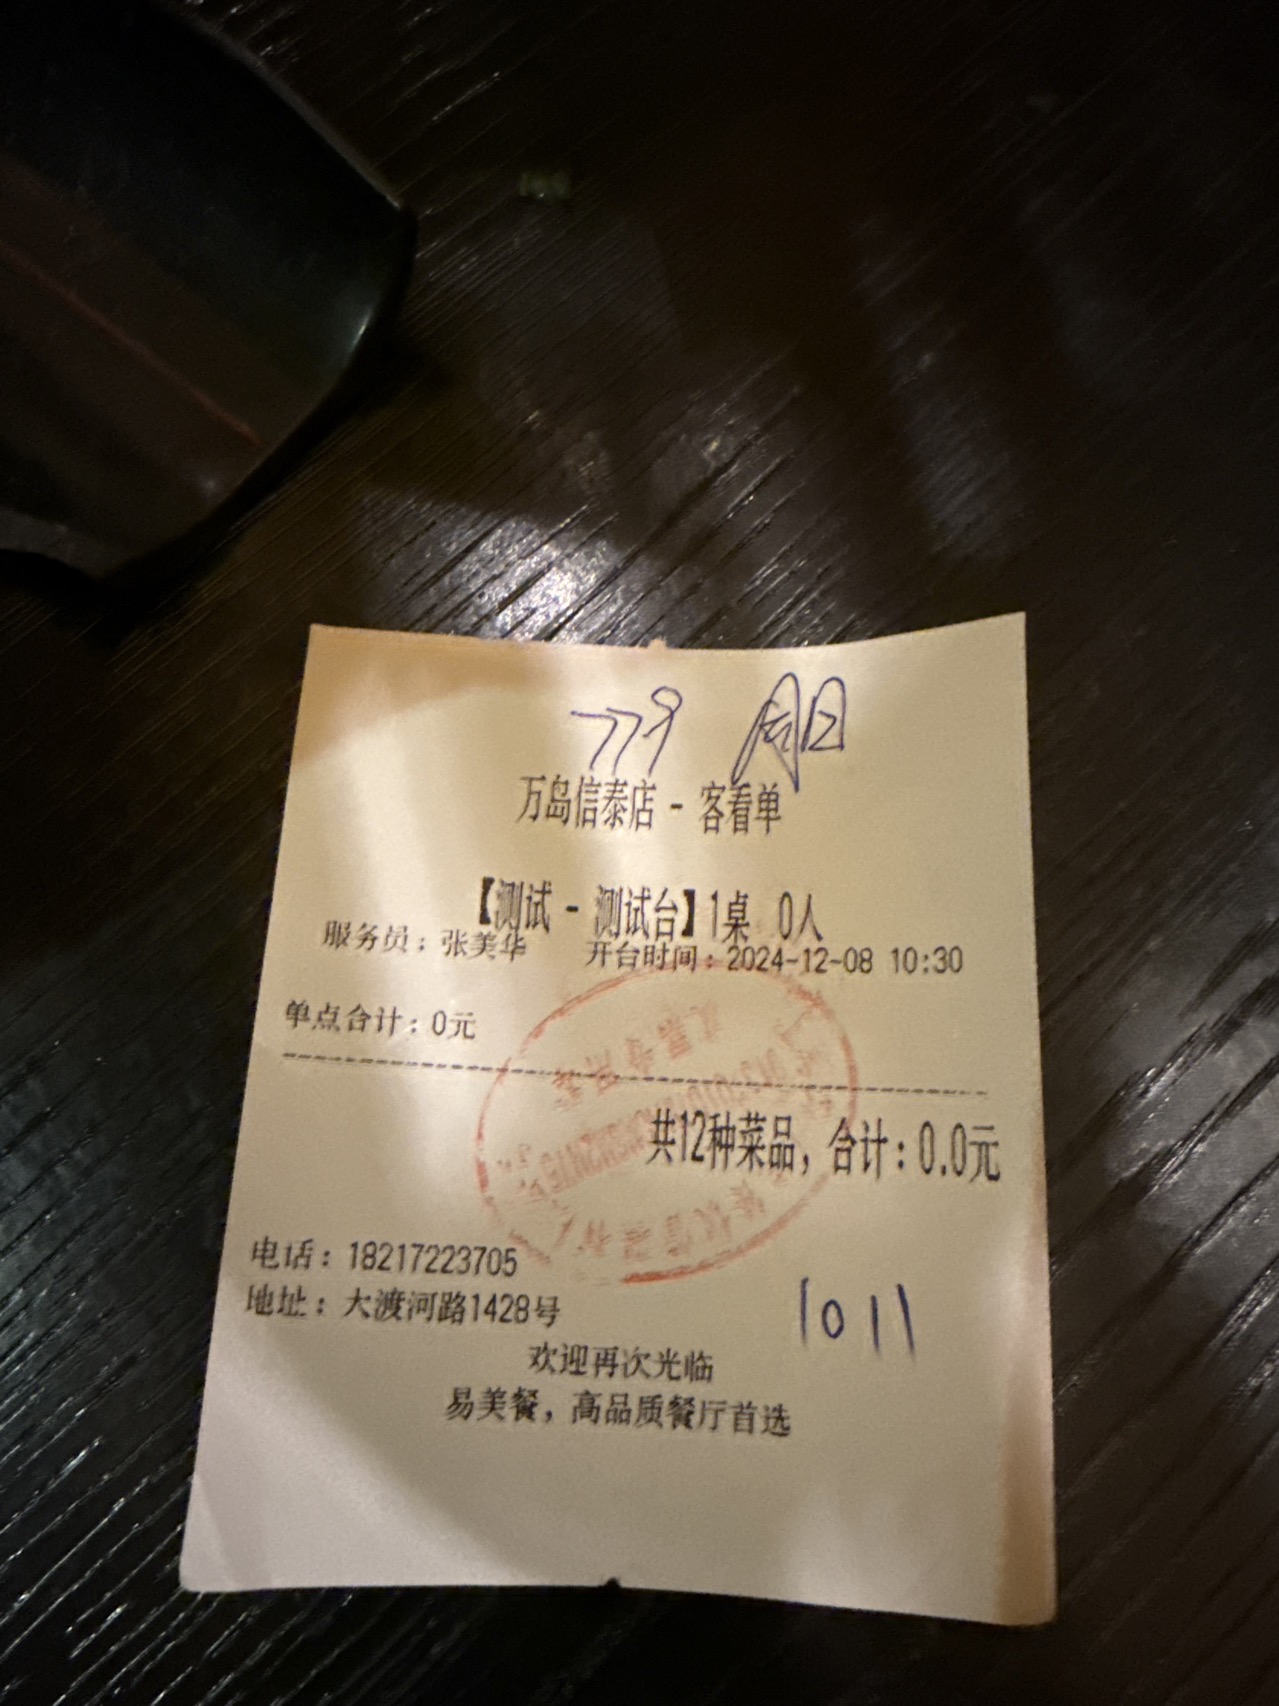 779 周日
万岛信泰店 - 客看单
【测试 - 测试台】1桌 0人
服务员：张美华 开台时间：2024-12-08 10:30
单点合计：0元
共12种菜品，合计：0.0元
电话：18217223705
地址：大渡河路1428号
1011
欢迎再次光临
易美餐，高品质餐厅首选